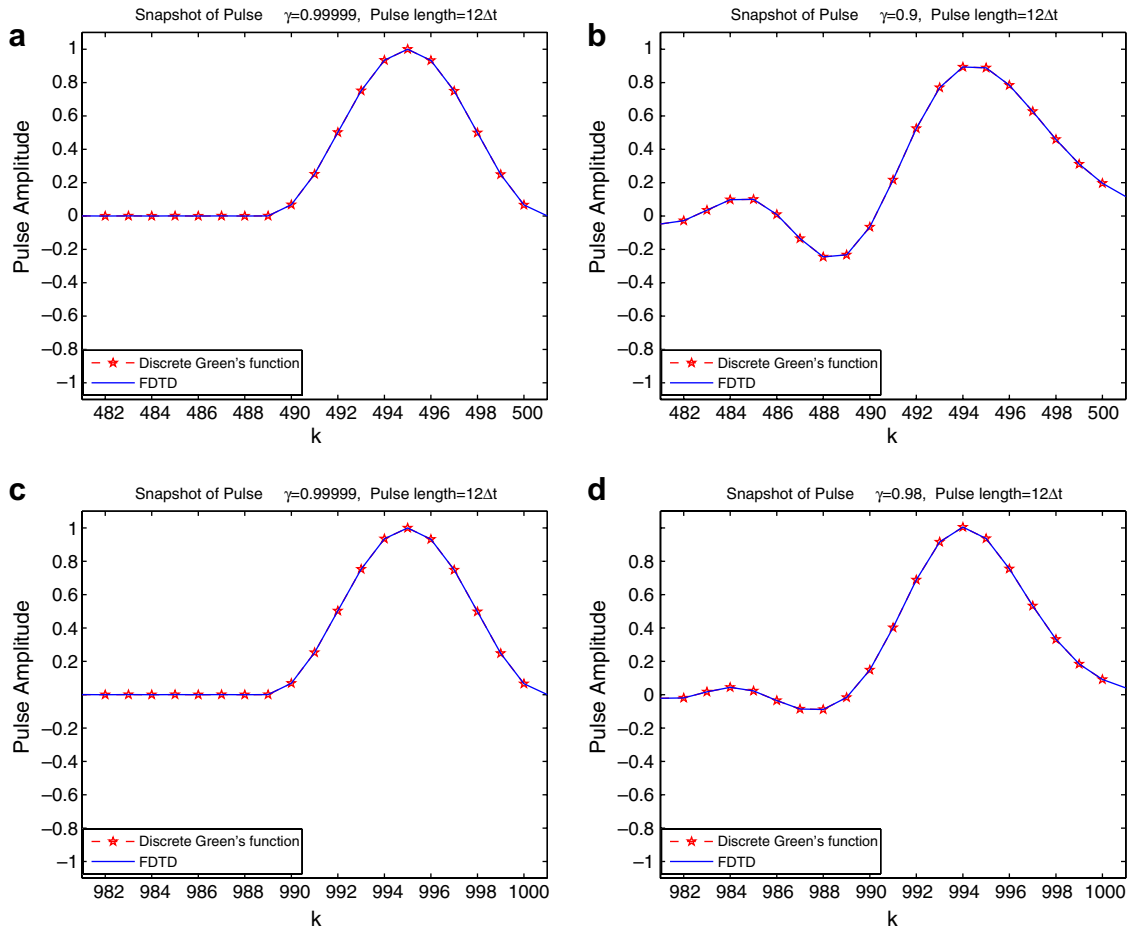 a
Snapshot of Pulse γ=0.99999, Pulse length=12Δt
1
0.8
0.6
0.4
0.2
0
−0.2
−0.4
−0.6
−0.8
−1
Pulse Amplitude
Discrete Green's function
FDTD
482 484 486 488 490 492 494 496 498 500
k
b
Snapshot of Pulse γ=0.9, Pulse length=12Δt
1
0.8
0.6
0.4
0.2
0
−0.2
−0.4
−0.6
−0.8
−1
Pulse Amplitude
Discrete Green's function
FDTD
482 484 486 488 490 492 494 496 498 500
k
c
Snapshot of Pulse γ=0.99999, Pulse length=12Δt
1
0.8
0.6
0.4
0.2
0
−0.2
−0.4
−0.6
−0.8
−1
Pulse Amplitude
Discrete Green's function
FDTD
982 984 986 988 990 992 994 996 998 1000
k
d
Snapshot of Pulse γ=0.98, Pulse length=12Δt
1
0.8
0.6
0.4
0.2
0
−0.2
−0.4
−0.6
−0.8
−1
Pulse Amplitude
Discrete Green's function
FDTD
982 984 986 988 990 992 994 996 998 1000
k